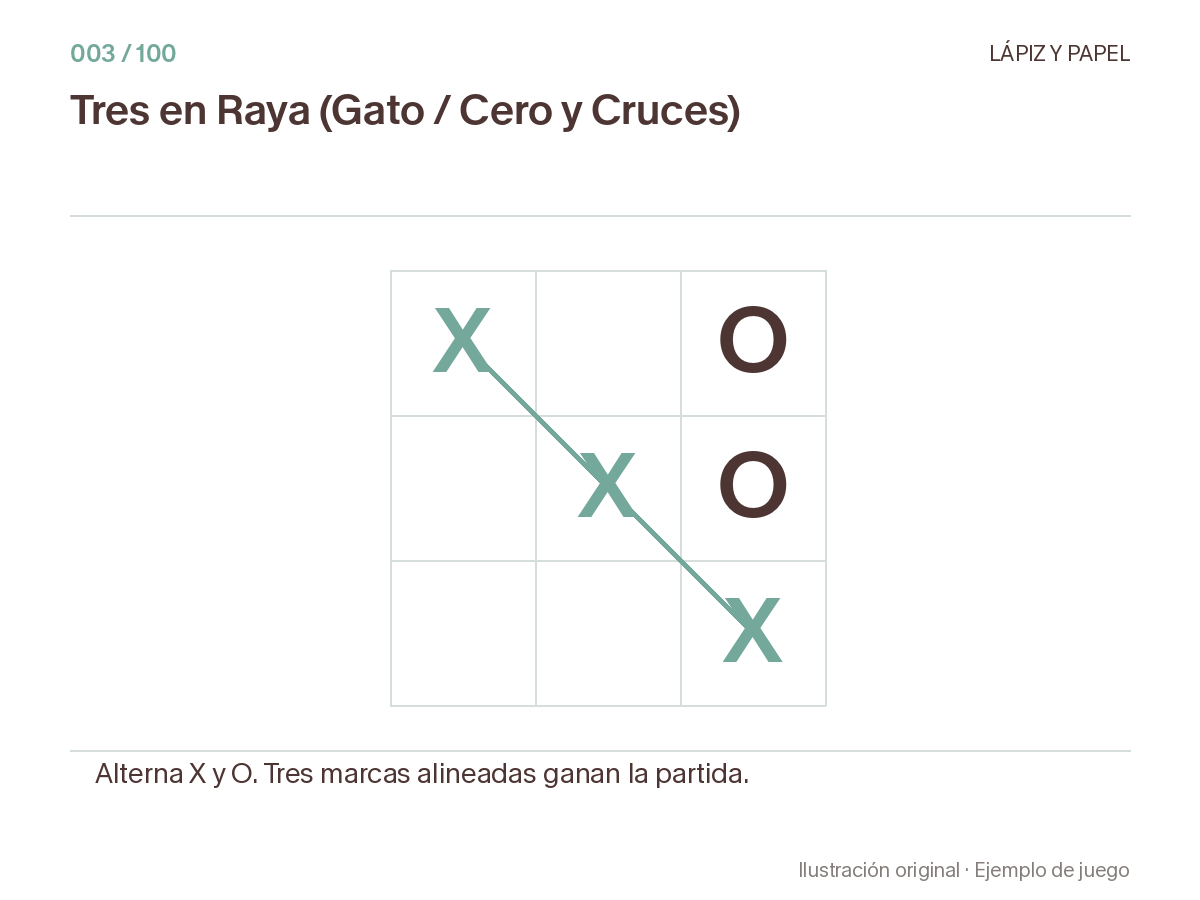 003 / 100
LÁPIZ Y PAPEL
Tres en Raya (Gato / Cero y Cruces)
X O
X O
X
Alterna X y O. Tres marcas alineadas ganan la partida.
Ilustración original · Ejemplo de juego